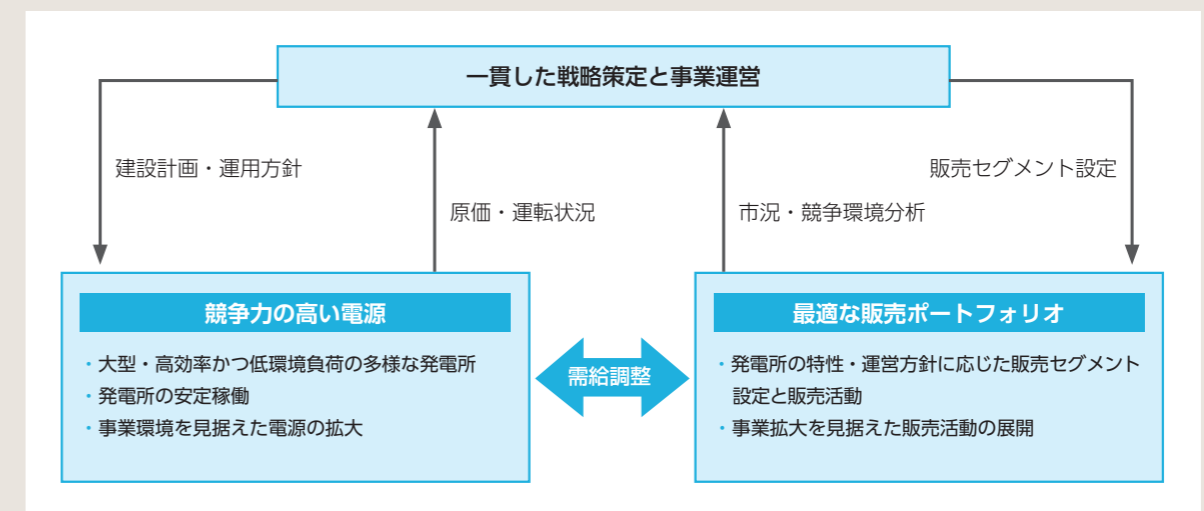 一貫した戦略策定と事業運営
建設計画・運用方針
販売セグメント設定
原価・運転状況
市況・競争環境分析
競争力の高い電源
・大型・高効率かつ低環境負荷の多様な発電所
・発電所の安定稼働
・事業環境を見据えた電源の拡大
需給調整
最適な販売ポートフォリオ
・発電所の特性・運営方針に応じた販売セグメント
設定と販売活動
・事業拡大を見据えた販売活動の展開